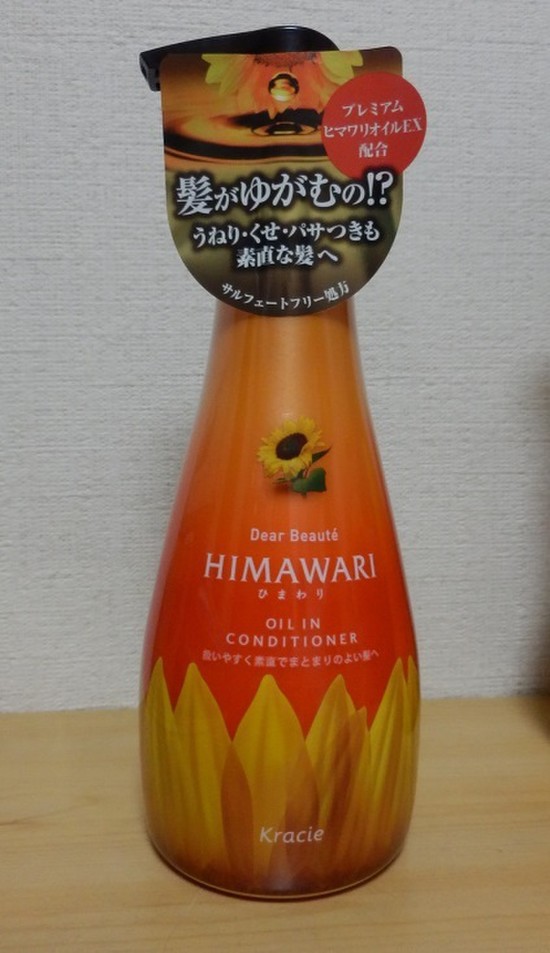 プレミアム
ヒマワリオイルEX
配合
髪がゆがむの!?
うねり・くせ・パサつきも
素直な髪へ
サルフェートフリー処方
Dear Beauté
HIMAWARI
ひまわり
OIL IN
CONDITIONER
扱いやすく素直でまとまりのよい髪へ
Kracie